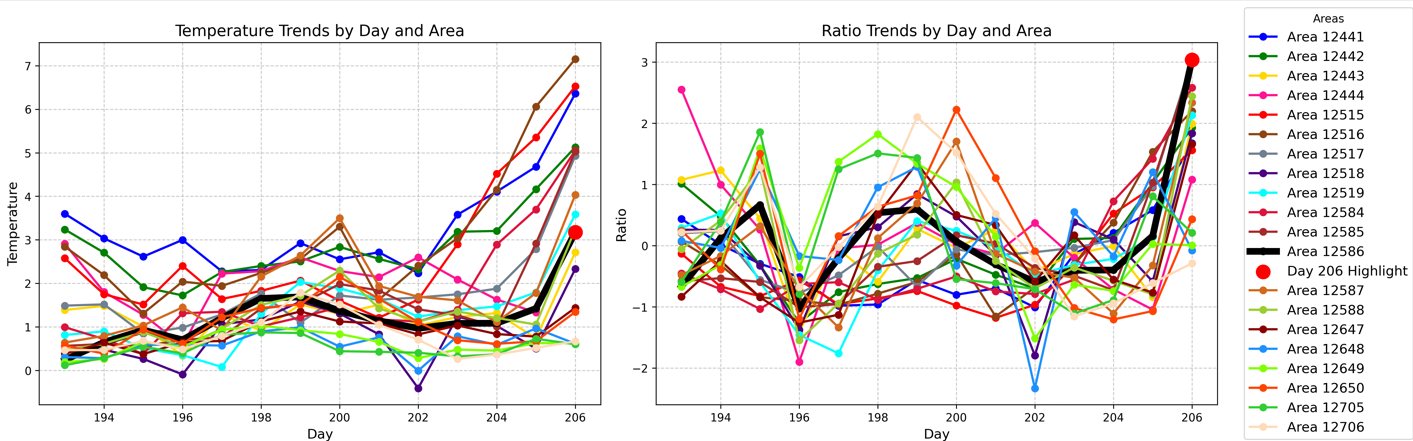 Temperature Trends by Day and Area
Temperature
7
6
5
4
3
2
1
0
194
196
198
200
202
204
206
Day
Ratio Trends by Day and Area
Ratio
3
2
1
0
−1
−2
194
196
198
200
202
204
206
Day
Areas
Area 12441
Area 12442
Area 12443
Area 12444
Area 12515
Area 12516
Area 12517
Area 12518
Area 12519
Area 12584
Area 12585
Area 12586
Day 206 Highlight
Area 12587
Area 12588
Area 12647
Area 12648
Area 12649
Area 12650
Area 12705
Area 12706